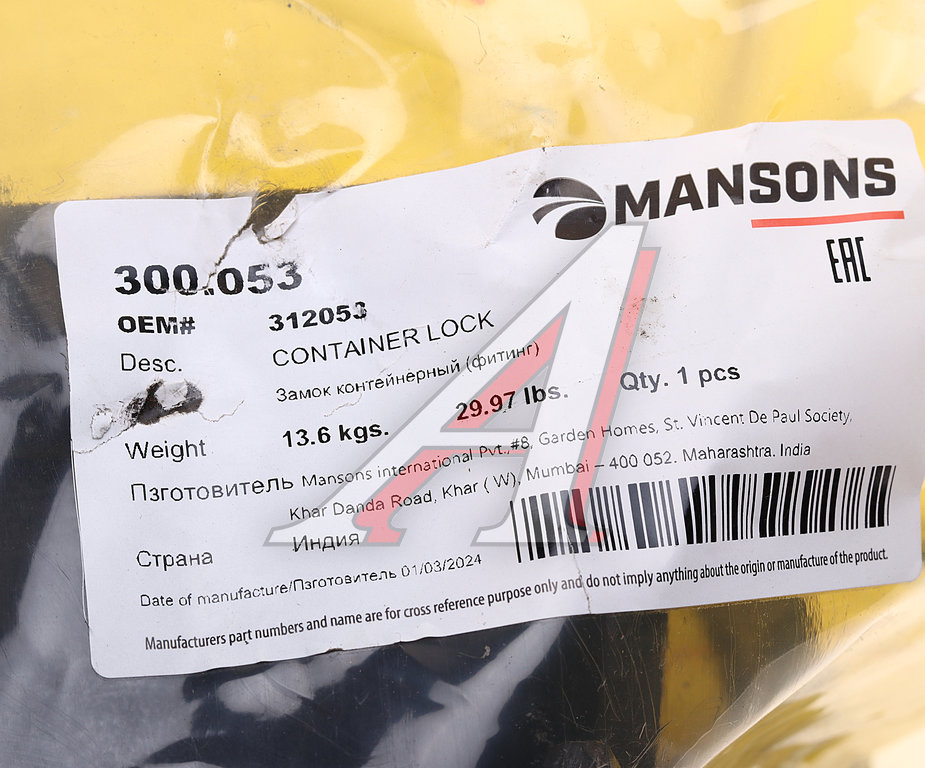 MANSONS
EAC
300.053
OEM# 312053
Desc. CONTAINER LOCK
Замок контейнерный (фитинг)
Weight 13.6 kgs. 29.97 lbs. Qty. 1 pcs
Пзготовитель Mansons international Pvt.,#8, Garden Homes, St. Vincent De Paul Society,
Khar Danda Road, Khar ( W), Mumbai – 400 052. Maharashtra. India
Страна Индия
Date of manufacture/Пзготовитель 01/03/2024
Manufacturers part numbers and name are for cross reference purpose only and do not imply anything about the origin or manufacture of the product.